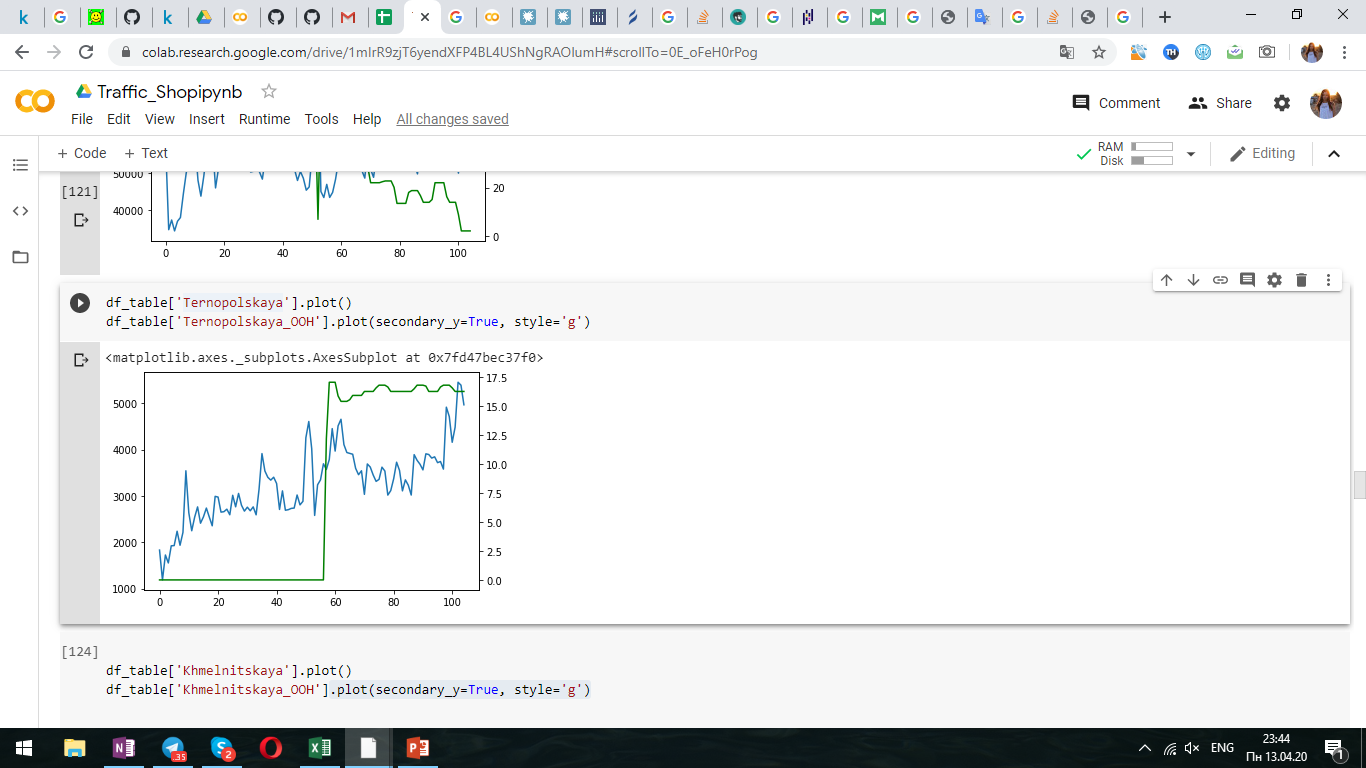 colab.research.google.com/drive/1mlrR9zjT6yendXFP4BL4UShNgRAOlumH#scrollTo=0E_oFeH0rPog
Traffic_Shopipynb
File Edit View Insert Runtime Tools Help All changes saved
Comment Share
+ Code + Text
RAM
Disk
Editing
[121]
50000
40000
20
0
0 20 40 60 80 100
df_table['Ternopolskaya'].plot()
df_table['Ternopolskaya_OOH'].plot(secondary_y=True, style='g')
<matplotlib.axes._subplots.AxesSubplot at 0x7fd47bec37f0>
5000
4000
3000
2000
1000
17.5
15.0
12.5
10.0
7.5
5.0
2.5
0.0
0 20 40 60 80 100
[124]
df_table['Khmelnitskaya'].plot()
df_table['Khmelnitskaya_OOH'].plot(secondary_y=True, style='g')
ENG
23:44
Пн 13.04.20